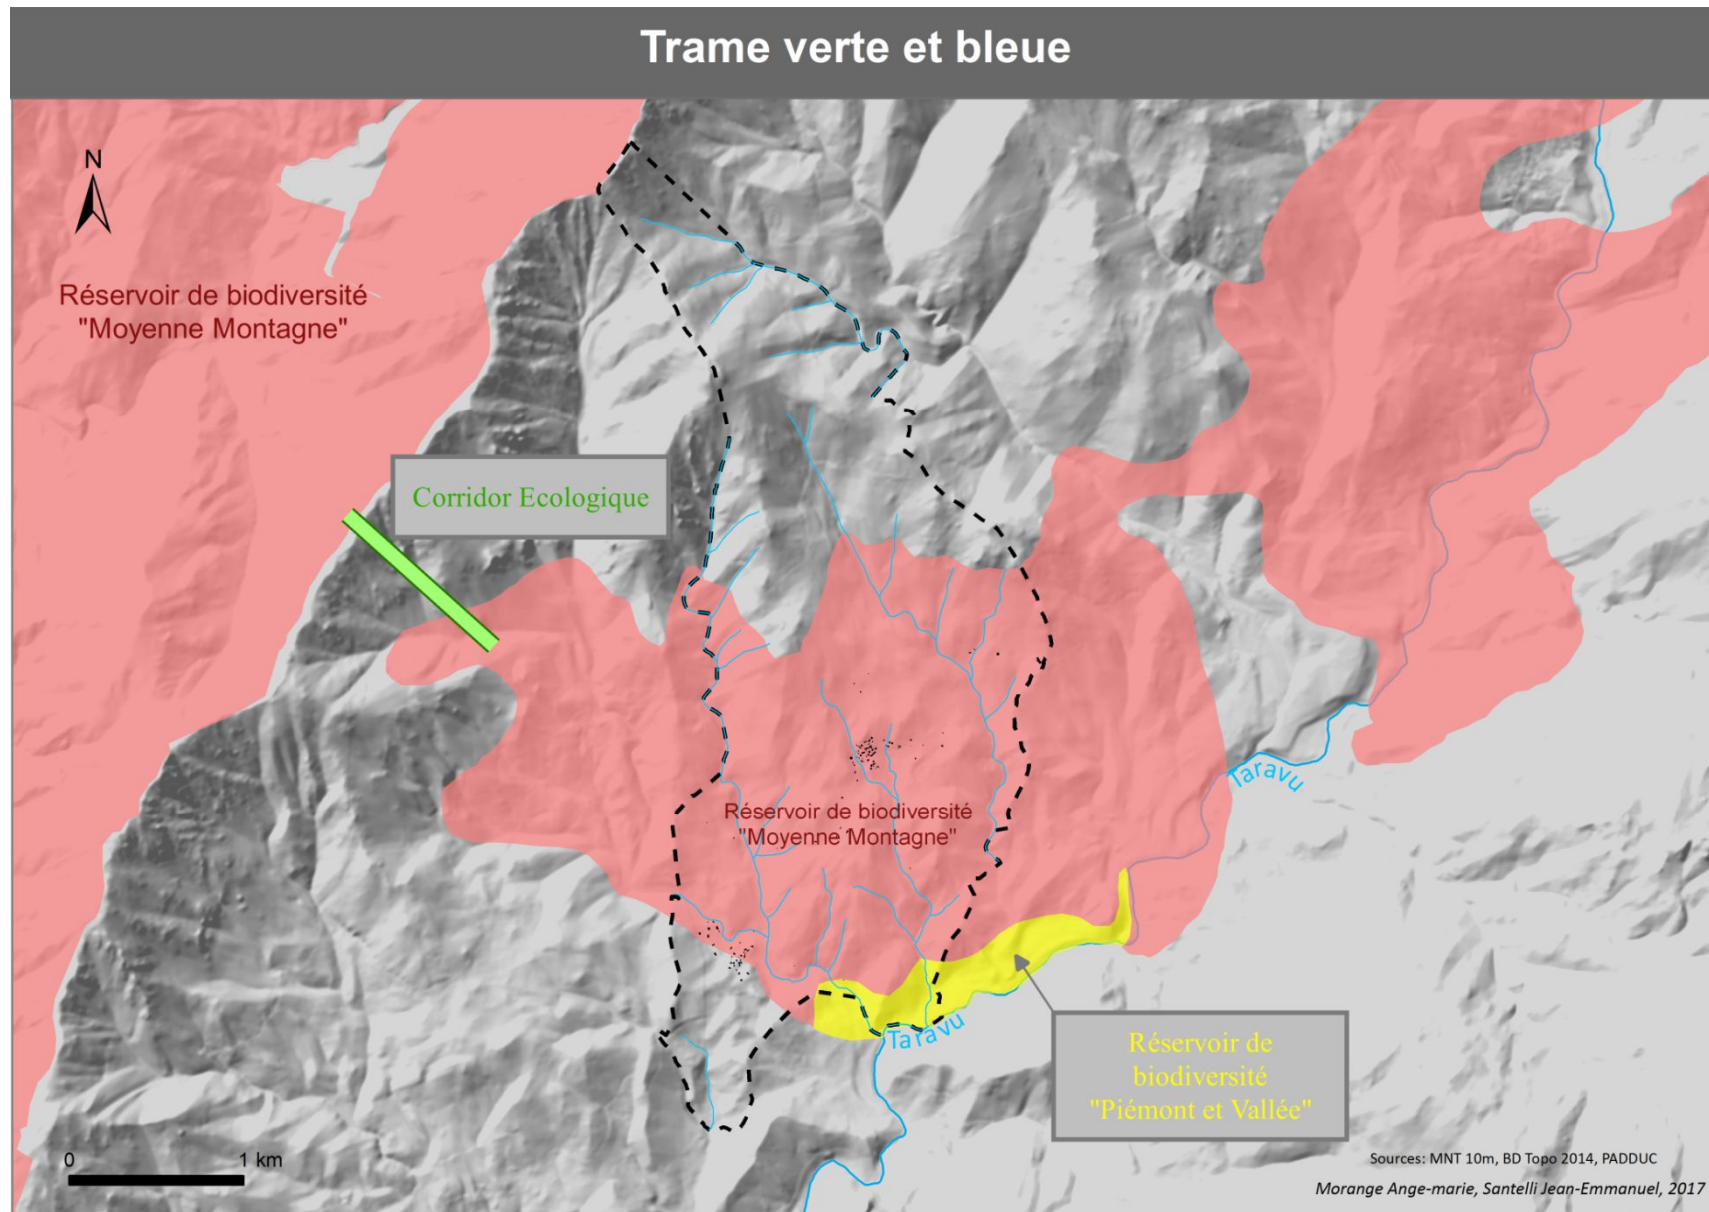 Trame verte et bleue
N
Réservoir de biodiversité
"Moyenne Montagne"
Corridor Ecologique
Taravu
Réservoir de biodiversité
"Moyenne Montagne"
Taravu
Réservoir de
biodiversité
"Piémont et Vallée"
0 1 km
Sources: MNT 10m, BD Topo 2014, PADDUC
Morange Ange-marie, Santelli Jean-Emmanuel, 2017